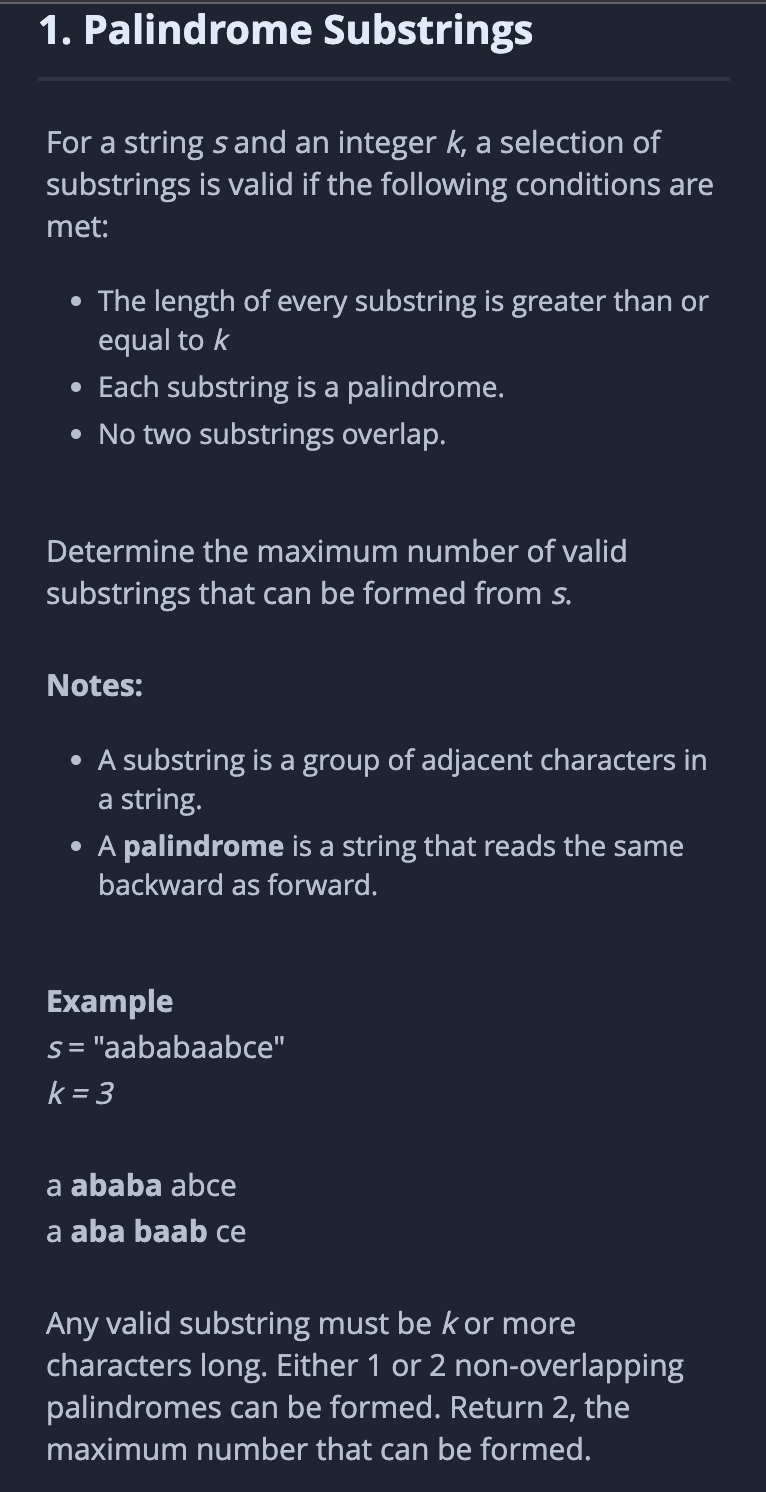 1. Palindrome Substrings
For a string s and an integer k, a selection of
substrings is valid if the following conditions are
met:
• The length of every substring is greater than or
equal to k
• Each substring is a palindrome.
• No two substrings overlap.
Determine the maximum number of valid
substrings that can be formed from s.
Notes:
• A substring is a group of adjacent characters in
a string.
• A palindrome is a string that reads the same
backward as forward.
Example
s = "aababaabce"
k = 3
a ababa abce
a aba baab ce
Any valid substring must be k or more
characters long. Either 1 or 2 non-overlapping
palindromes can be formed. Return 2, the
maximum number that can be formed.